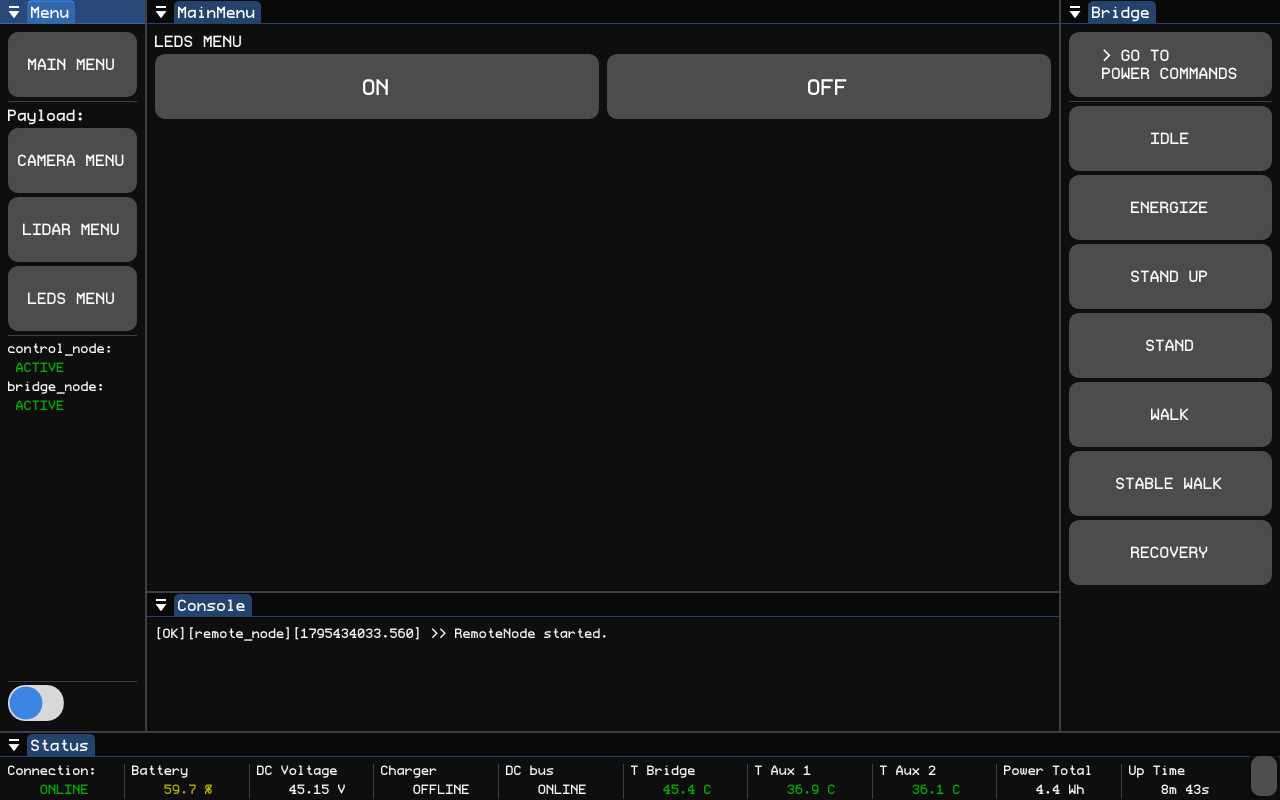 Menu
MAIN MENU
Payload:
CAMERA MENU
LIDAR MENU
LEDS MENU
control_node:
ACTIVE
bridge_node:
ACTIVE
MainMenu
LEDS MENU
ON
OFF
Console
[OK][remote_node][1795434033.560] >> RemoteNode started.
Bridge
> GO TO
POWER COMMANDS
IDLE
ENERGIZE
STAND UP
STAND
WALK
STABLE WALK
RECOVERY
Status
Connection:
ONLINE
Battery
59.7 %
DC Voltage
45.15 V
Charger
OFFLINE
DC bus
ONLINE
T Bridge
45.4 C
T Aux 1
36.9 C
T Aux 2
36.1 C
Power Total
4.4 Wh
Up Time
8m 43s